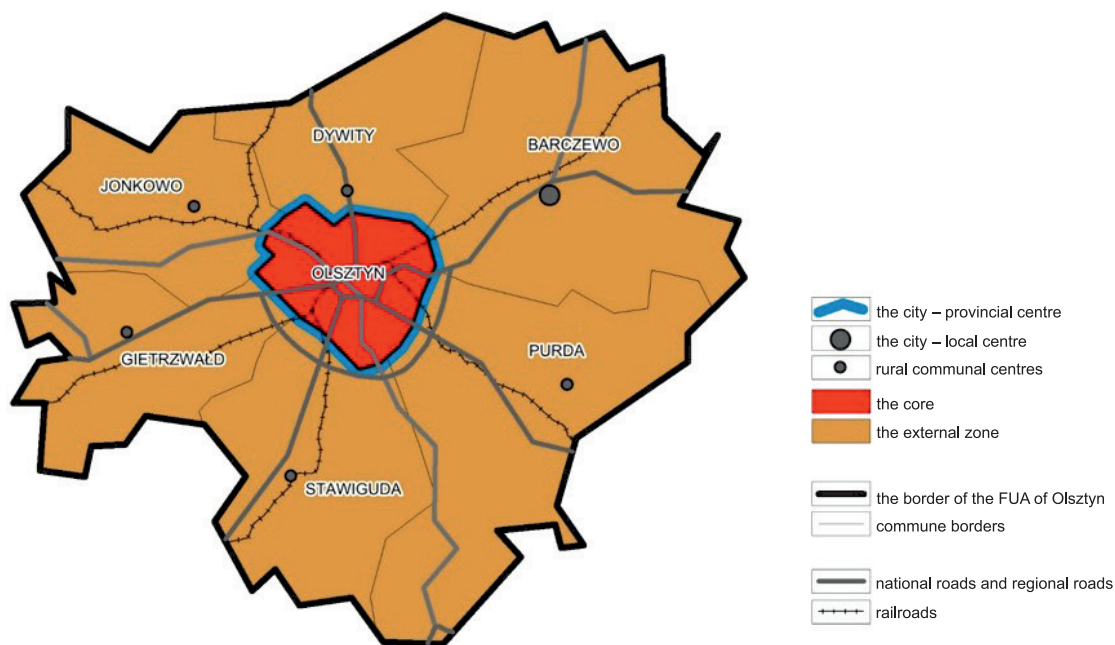 DYWITY
BARCZEWO
JONKOWO
OLSZTYN
GIETRZWAŁD
PURDA
STAWIGUDA
the city – provincial centre
the city – local centre
rural communal centres
the core
the external zone
the border of the FUA of Olsztyn
commune borders
national roads and regional roads
railroads